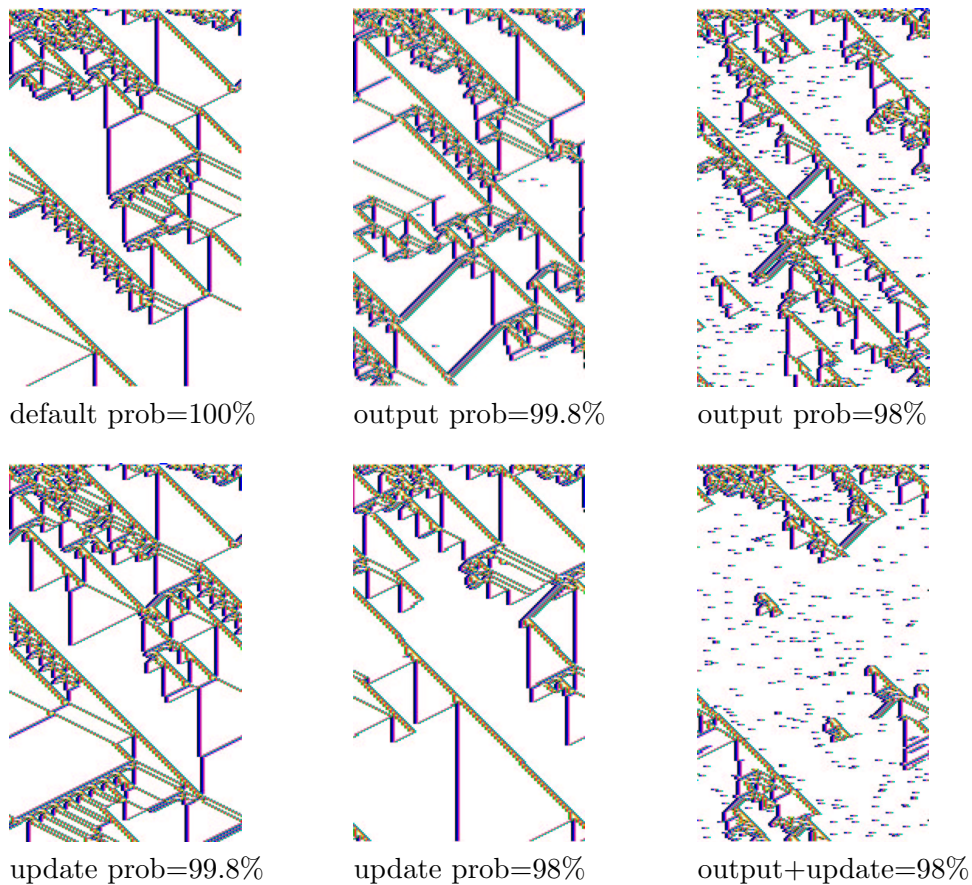 default prob=100%
output prob=99.8%
output prob=98%
update prob=99.8%
update prob=98%
output+update=98%